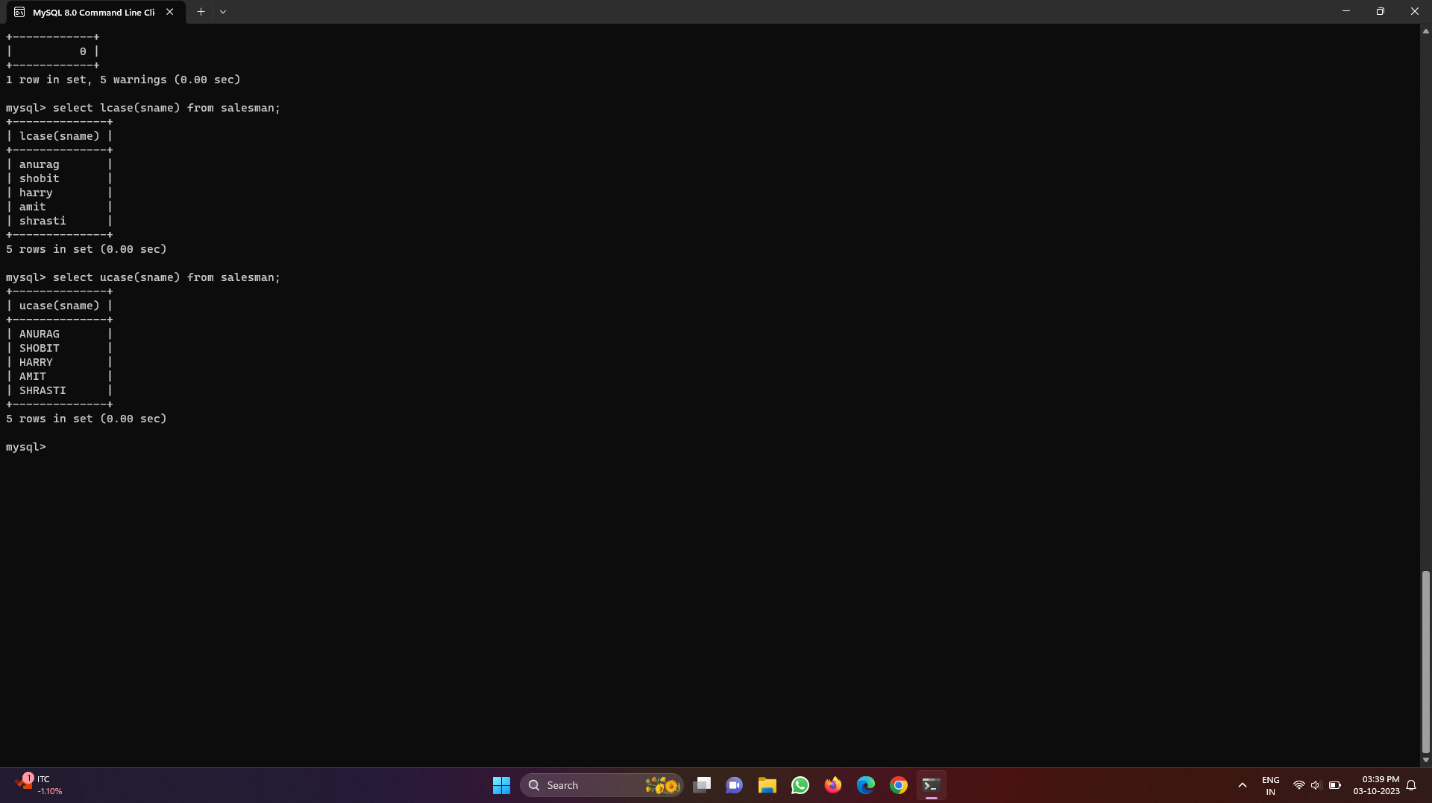 MySQL 8.0 Command Line Cli
+------------+
|          0 |
+------------+
1 row in set, 5 warnings (0.00 sec)
mysql> select lcase(sname) from salesman;
+--------------+
| lcase(sname) |
+--------------+
| anurag       |
| shobit       |
| harry        |
| amit         |
| shrasti      |
+--------------+
5 rows in set (0.00 sec)
mysql> select ucase(sname) from salesman;
+--------------+
| ucase(sname) |
+--------------+
| ANURAG       |
| SHOBIT       |
| HARRY        |
| AMIT         |
| SHRASTI      |
+--------------+
5 rows in set (0.00 sec)
mysql>
1
ITC
-1.10%
Search
ENG
IN
03:39 PM
03-10-2023